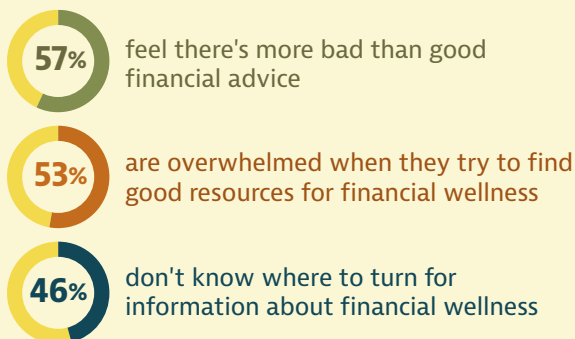 57%
feel there's more bad than good
financial advice
53%
are overwhelmed when they try to find
good resources for financial wellness
46%
don't know where to turn for
information about financial wellness